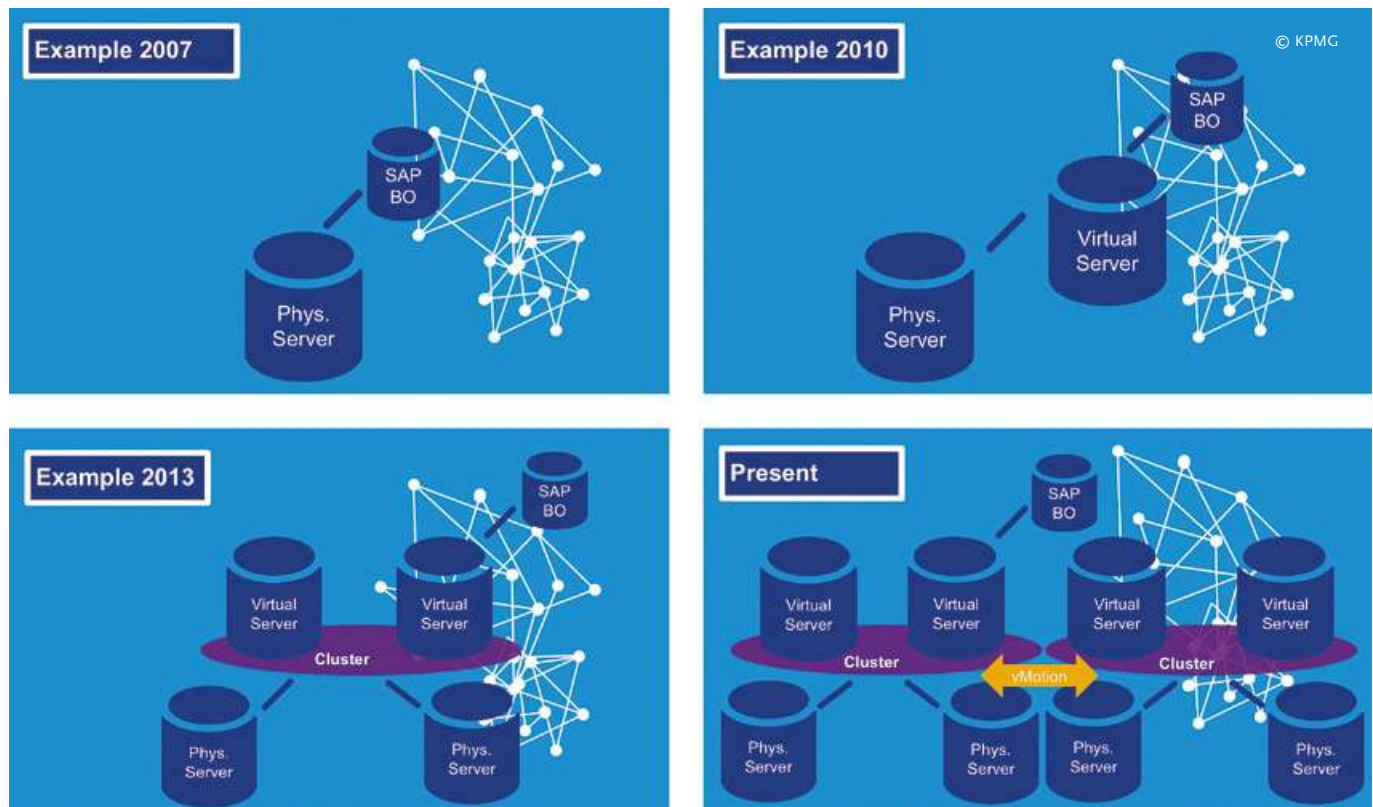 Example 2007
SAP
BO
Phys.
Server
Example 2010
© KPMG
SAP
BO
Virtual
Server
Phys.
Server
Example 2013
SAP
BO
Virtual
Server
Virtual
Server
Cluster
Phys.
Server
Phys.
Server
Present
SAP
BO
Virtual
Server
Virtual
Server
Virtual
Server
Virtual
Server
Cluster
vMotion
Cluster
Phys.
Server
Phys.
Server
Phys.
Server
Phys.
Server